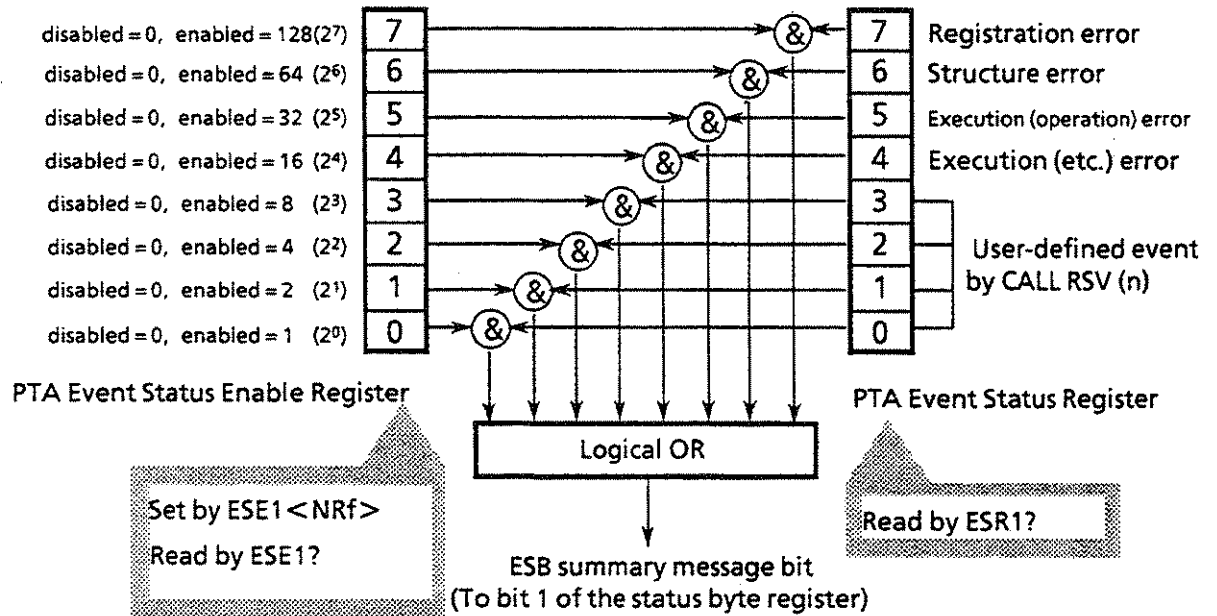 disabled = 0, enabled = 128(2⁷) 7 & 7 Registration error
disabled = 0, enabled = 64 (2⁶) 6 & 6 Structure error
disabled = 0, enabled = 32 (2⁵) 5 & 5 Execution (operation) error
disabled = 0, enabled = 16 (2⁴) 4 & 4 Execution (etc.) error
disabled = 0, enabled = 8 (2³) 3 & 3
disabled = 0, enabled = 4 (2²) 2 & 2 User-defined event
disabled = 0, enabled = 2 (2¹) 1 & 1 by CALL RSV (n)
disabled = 0, enabled = 1 (2⁰) 0 & 0
PTA Event Status Enable Register
PTA Event Status Register
Logical OR
Set by ESE1<NRf>
Read by ESE1?
Read by ESR1?
ESB summary message bit
(To bit 1 of the status byte register)